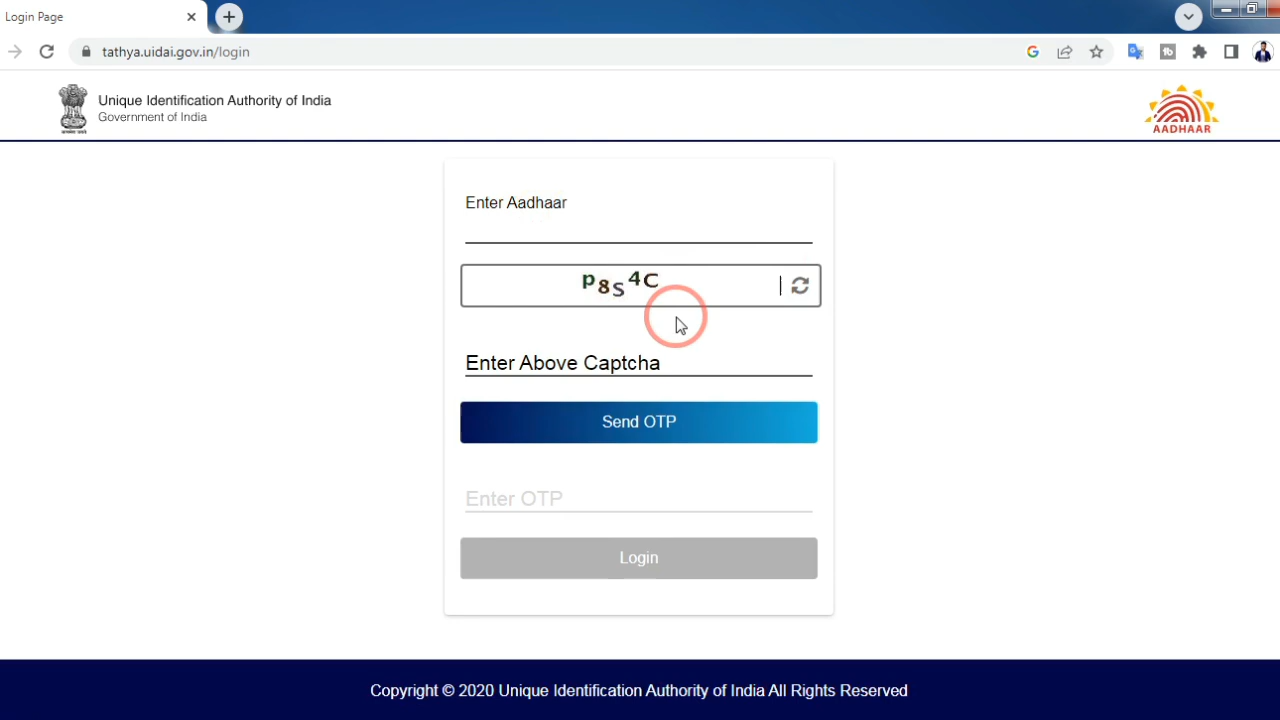 Login Page
tathya.uidai.gov.in/login
Unique Identification Authority of India
Government of India
AADHAAR
Enter Aadhaar
p8S4C
Enter Above Captcha
Send OTP
Enter OTP
Login
Copyright © 2020 Unique Identification Authority of India All Rights Reserved